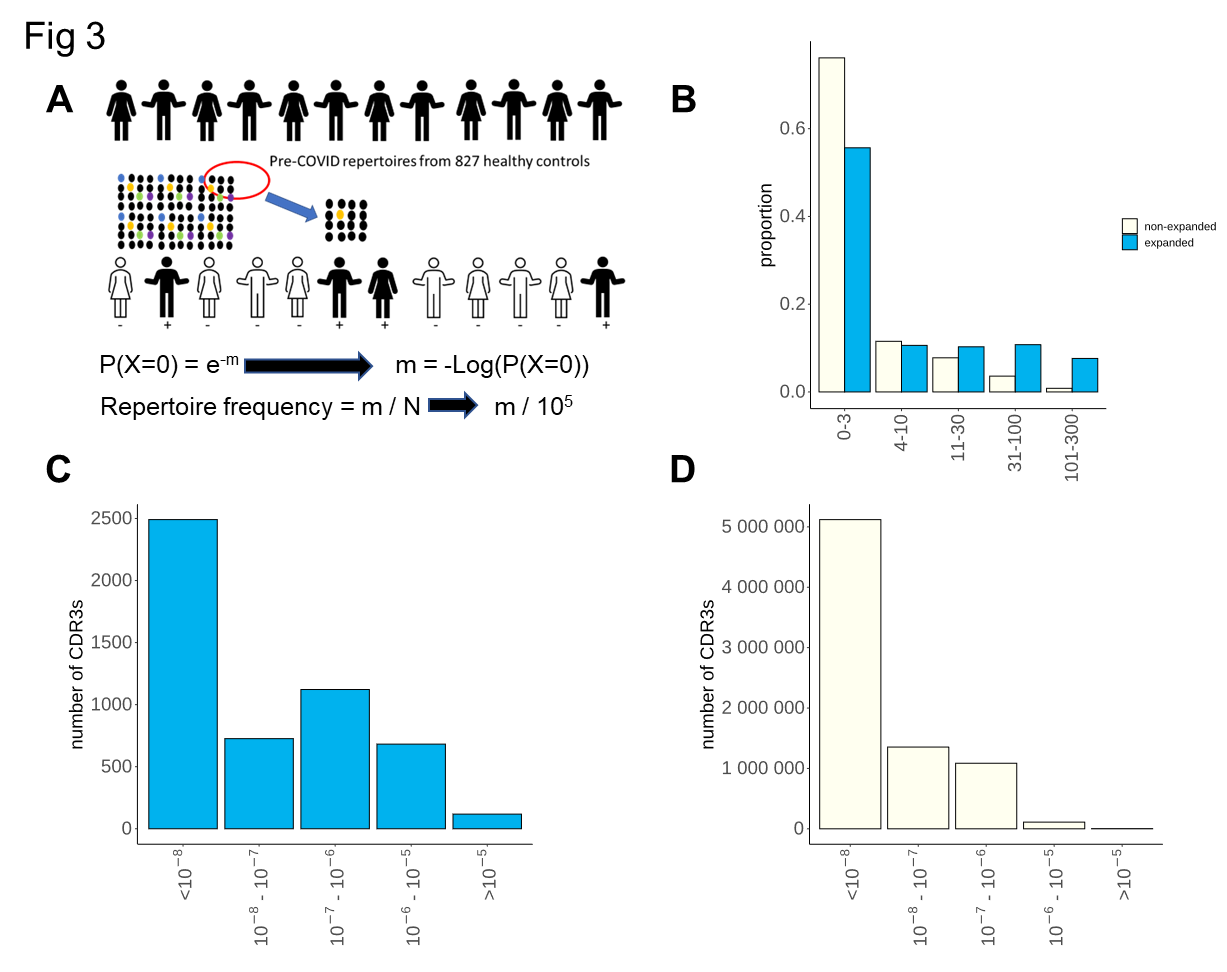 Fig 3
A
Pre-COVID repertoires from 827 healthy controls
- + - - - + + - - - - +
P(X=0) = e⁻ᵐ m = -Log(P(X=0))
Repertoire frequency = m / N m / 10⁵
B
proportion
0.6
0.4
0.2
0.0
0-3
4-10
11-30
31-100
101-300
non-expanded
expanded
C
number of CDR3s
2500
2000
1500
1000
500
0
<10⁻⁸
10⁻⁸ - 10⁻⁷
10⁻⁷ - 10⁻⁶
10⁻⁶ - 10⁻⁵
>10⁻⁵
D
number of CDR3s
5 000 000
4 000 000
3 000 000
2 000 000
1 000 000
0
<10⁻⁸
10⁻⁸ - 10⁻⁷
10⁻⁷ - 10⁻⁶
10⁻⁶ - 10⁻⁵
>10⁻⁵